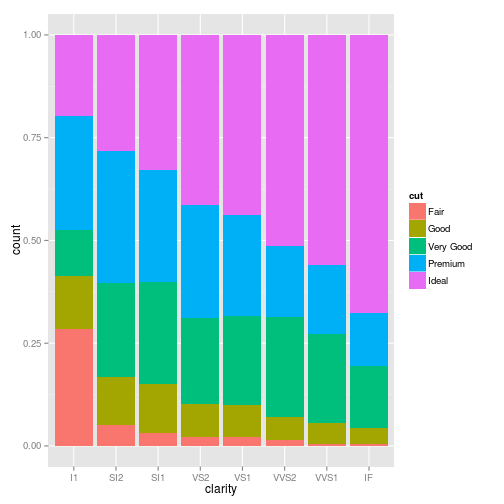 1.00
0.75
0.50
0.25
0.00
count
I1 SI2 SI1 VS2 VS1 VVS2 VVS1 IF
clarity
cut
Fair
Good
Very Good
Premium
Ideal